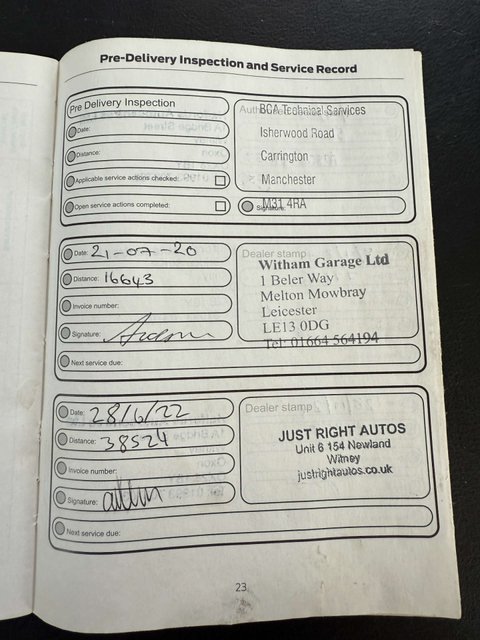 Pre-Delivery Inspection and Service Record
Pre Delivery Inspection
Date:
Distance:
Applicable service actions checked:
Open service actions completed:
BCA Technical Services
Isherwood Road
Carrington
Manchester
M31 4RA
Signature:
Date: 21-07-20
Distance: 16643
Invoice number:
Signature:
Next service due:
Dealer stamp
Witham Garage Ltd
1 Beler Way
Melton Mowbray
Leicester
LE13 0DG
Tel: 01664 564194
Date: 28/6/22
Distance: 38524
Invoice number:
Signature:
Next service due:
Dealer stamp
JUST RIGHT AUTOS
Unit 6 154 Newland
Witney
justrightautos.co.uk
23